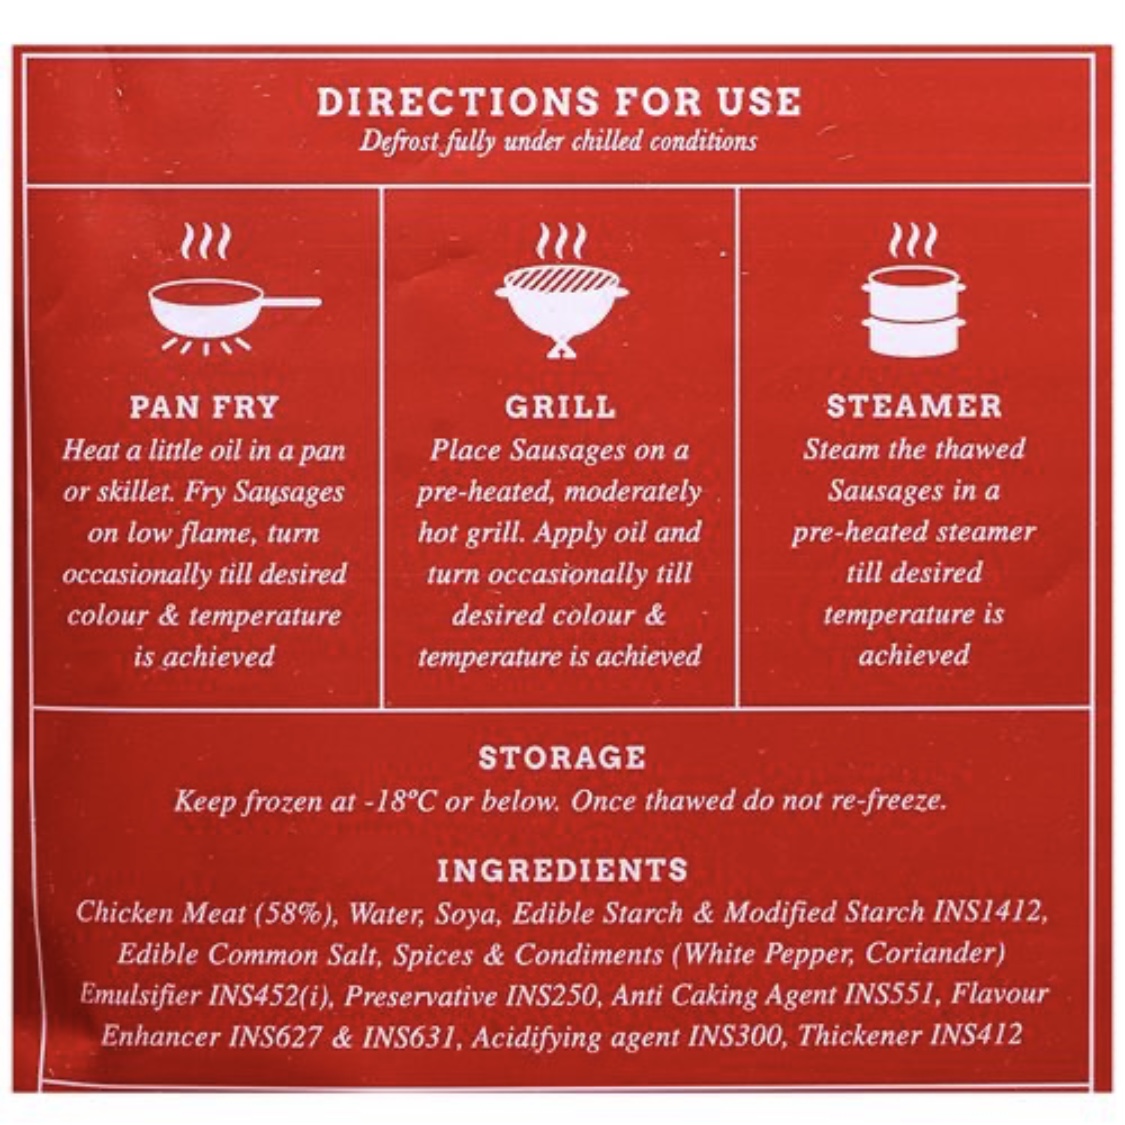 DIRECTIONS FOR USE
Defrost fully under chilled conditions
PAN FRY
Heat a little oil in a pan
or skillet. Fry Sausages
on low flame, turn
occasionally till desired
colour & temperature
is achieved
GRILL
Place Sausages on a
pre-heated, moderately
hot grill. Apply oil and
turn occasionally till
desired colour &
temperature is achieved
STEAMER
Steam the thawed
Sausages in a
pre-heated steamer
till desired
temperature is
achieved
STORAGE
Keep frozen at -18ºC or below. Once thawed do not re-freeze.
INGREDIENTS
Chicken Meat (58%), Water, Soya, Edible Starch & Modified Starch INS1412,
Edible Common Salt, Spices & Condiments (White Pepper, Coriander)
Emulsifier INS452(i), Preservative INS250, Anti Caking Agent INS551, Flavour
Enhancer INS627 & INS631, Acidifying agent INS300, Thickener INS412